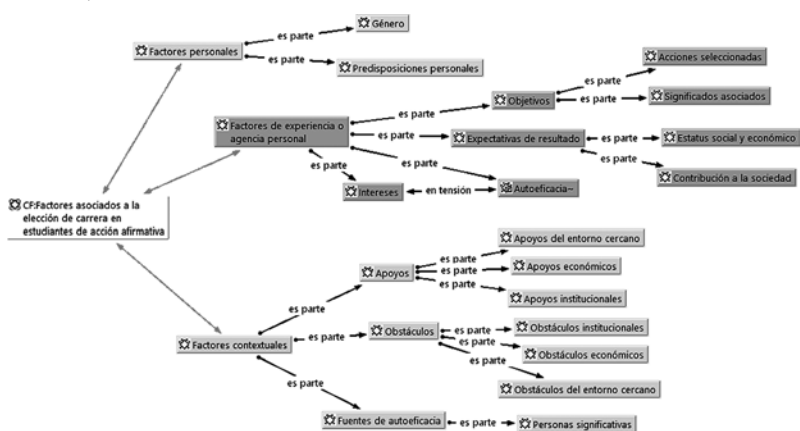 Género
es parte
Factores personales
es parte
Predisposiciones personales
Acciones seleccionadas
es parte
Objetivos
es parte
Significados asociados
es parte
Factores de experiencia o
agencia personal
es parte
Expectativas de resultado
es parte
Estatus social y económico
es parte
Contribución a la sociedad
es parte
es parte
Intereses
en tensión
Autoeficacia~
CF:Factores asociados a la
elección de carrera en
estudiantes de acción afirmativa
Apoyos del entorno cercano
es parte
Apoyos
es parte
Apoyos económicos
es parte
Apoyos institucionales
es parte
Factores contextuales
es parte
Obstáculos
es parte
Obstáculos institucionales
es parte
Obstáculos económicos
es parte
Obstáculos del entorno cercano
es parte
Fuentes de autoeficacia
es parte
Personas significativas